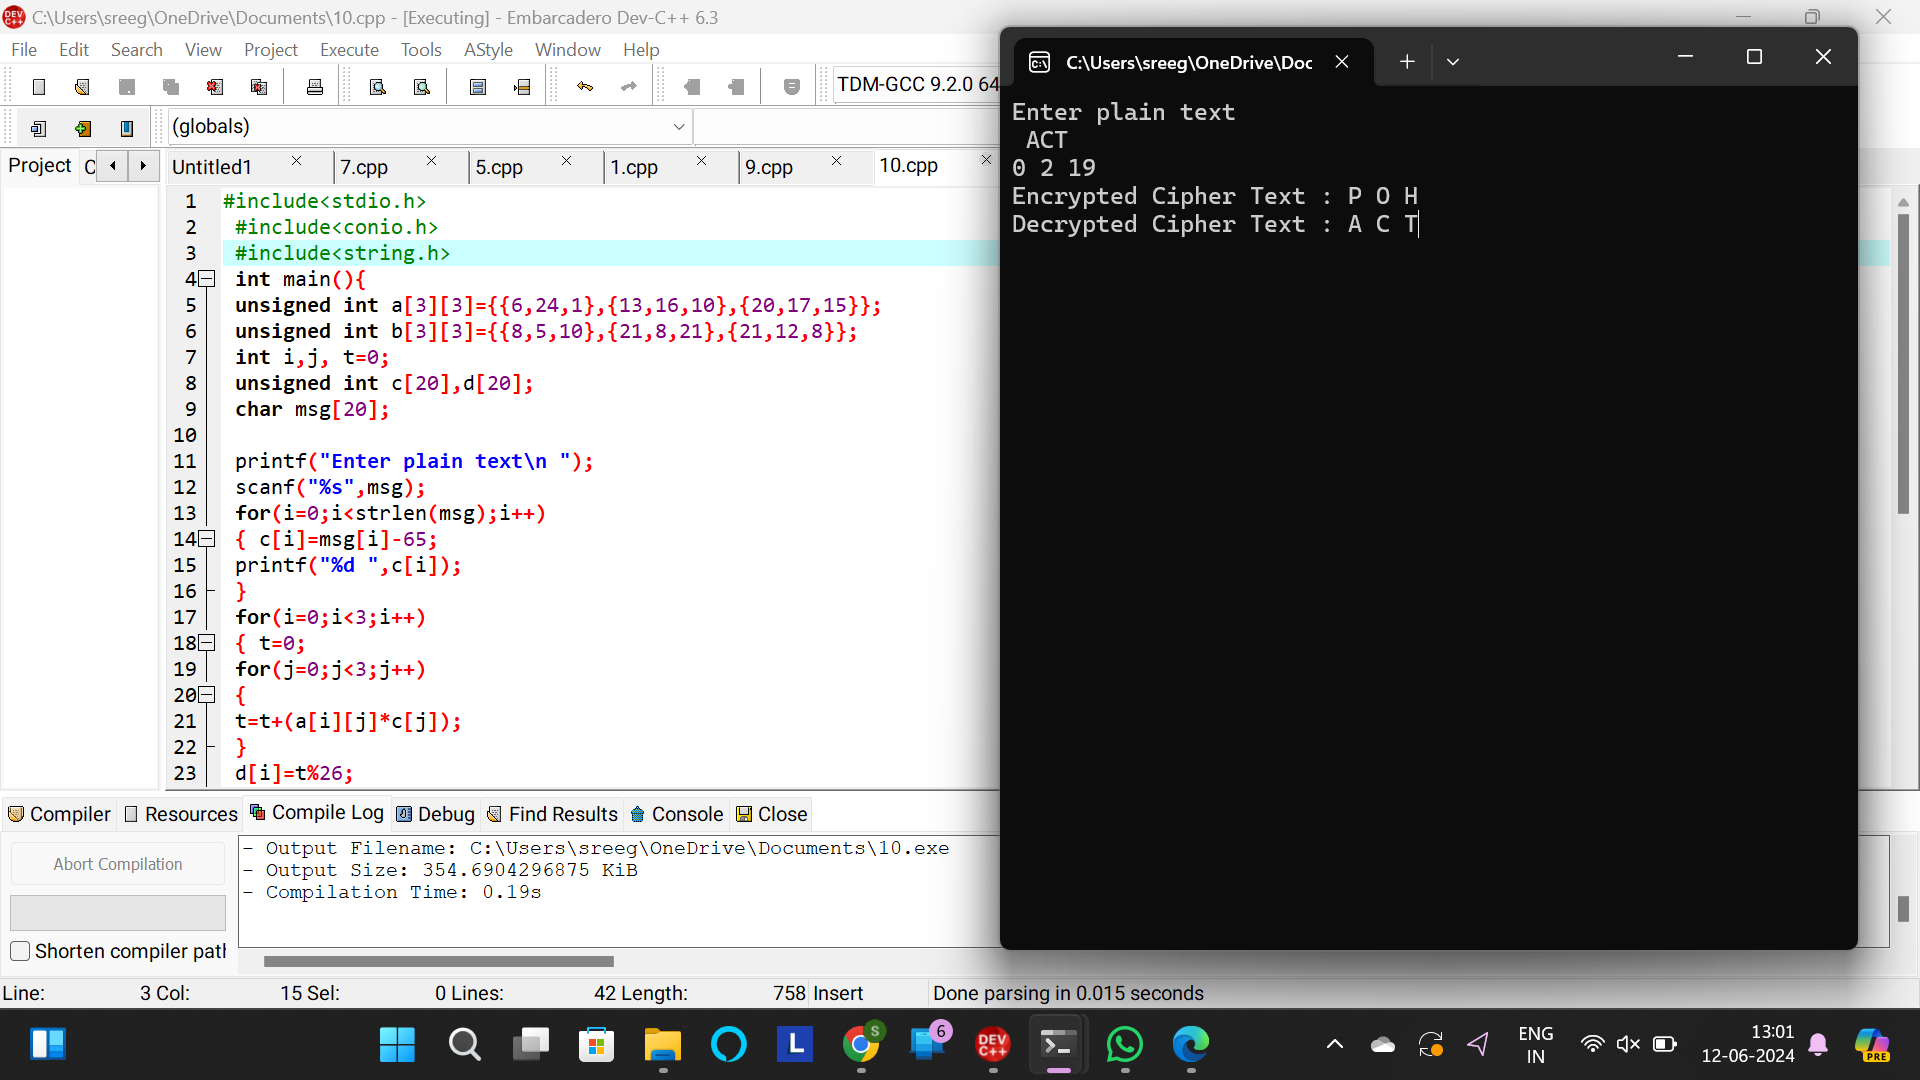 C:\Users\sreeg\OneDrive\Documents\10.cpp - [Executing] - Embarcadero Dev-C++ 6.3
File Edit Search View Project Execute Tools AStyle Window Help
TDM-GCC 9.2.0 64
(globals)
Project C
Untitled1 7.cpp 5.cpp 1.cpp 9.cpp 10.cpp
1 #include<stdio.h>
2 #include<conio.h>
3 #include<string.h>
4 int main(){
5 unsigned int a[3][3]={{6,24,1},{13,16,10},{20,17,15}};
6 unsigned int b[3][3]={{8,5,10},{21,8,21},{21,12,8}};
7 int i,j, t=0;
8 unsigned int c[20],d[20];
9 char msg[20];
10
11 printf("Enter plain text\n ");
12 scanf("%s",msg);
13 for(i=0;i<strlen(msg);i++)
14 { c[i]=msg[i]-65;
15 printf("%d ",c[i]);
16 }
17 for(i=0;i<3;i++)
18 { t=0;
19 for(j=0;j<3;j++)
20 {
21 t=t+(a[i][j]*c[j]);
22 }
23 d[i]=t%26;
C:\Users\sreeg\OneDrive\Doc
Enter plain text
ACT
0 2 19
Encrypted Cipher Text : P O H
Decrypted Cipher Text : A C T
Compiler Resources Compile Log Debug Find Results Console Close
Abort Compilation
Shorten compiler path
- Output Filename: C:\Users\sreeg\OneDrive\Documents\10.exe
- Output Size: 354.6904296875 KiB
- Compilation Time: 0.19s
Line: 3 Col: 15 Sel: 0 Lines: 42 Length: 758 Insert Done parsing in 0.015 seconds
L S 6 DEV C++
ENG
IN
13:01
12-06-2024
PRE